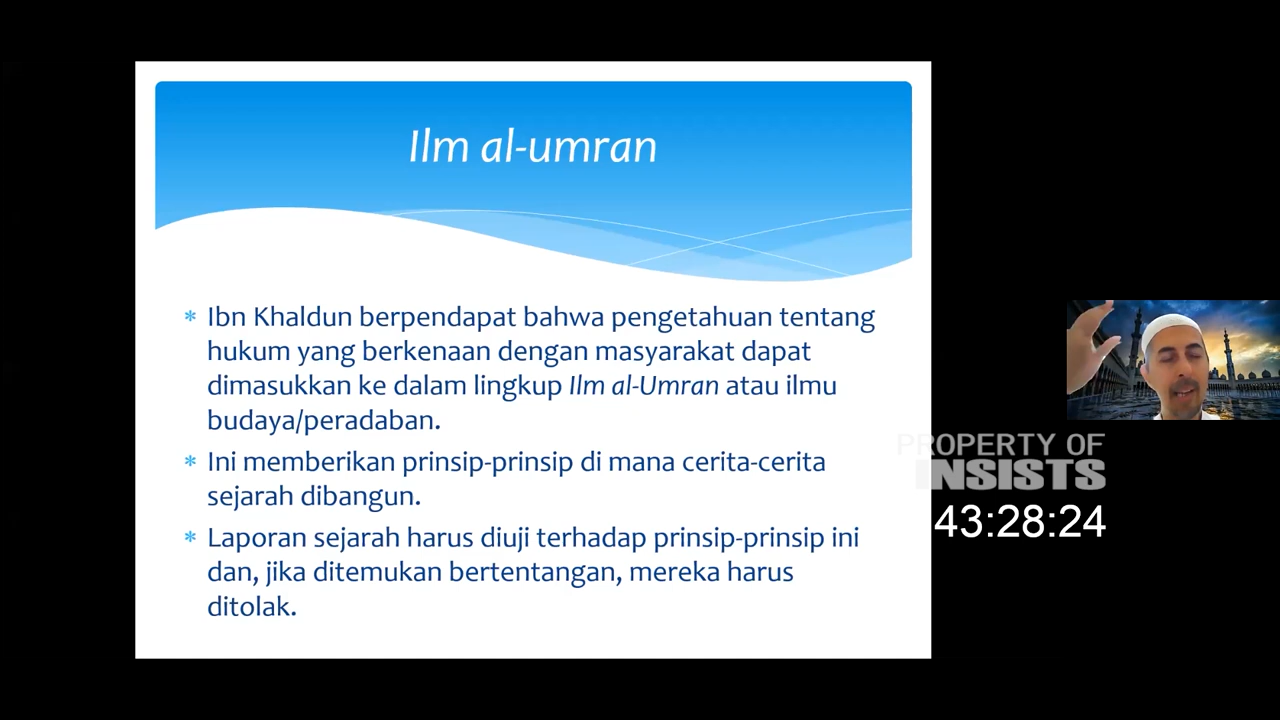 Ilm al-umran
* Ibn Khaldun berpendapat bahwa pengetahuan tentang
hukum yang berkenaan dengan masyarakat dapat
dimasukkan ke dalam lingkup Ilm al-Umran atau ilmu
budaya/peradaban.
* Ini memberikan prinsip-prinsip di mana cerita-cerita
sejarah dibangun.
* Laporan sejarah harus diuji terhadap prinsip-prinsip ini
dan, jika ditemukan bertentangan, mereka harus
ditolak.
PROPERTY OF
INSISTS
43:28:24